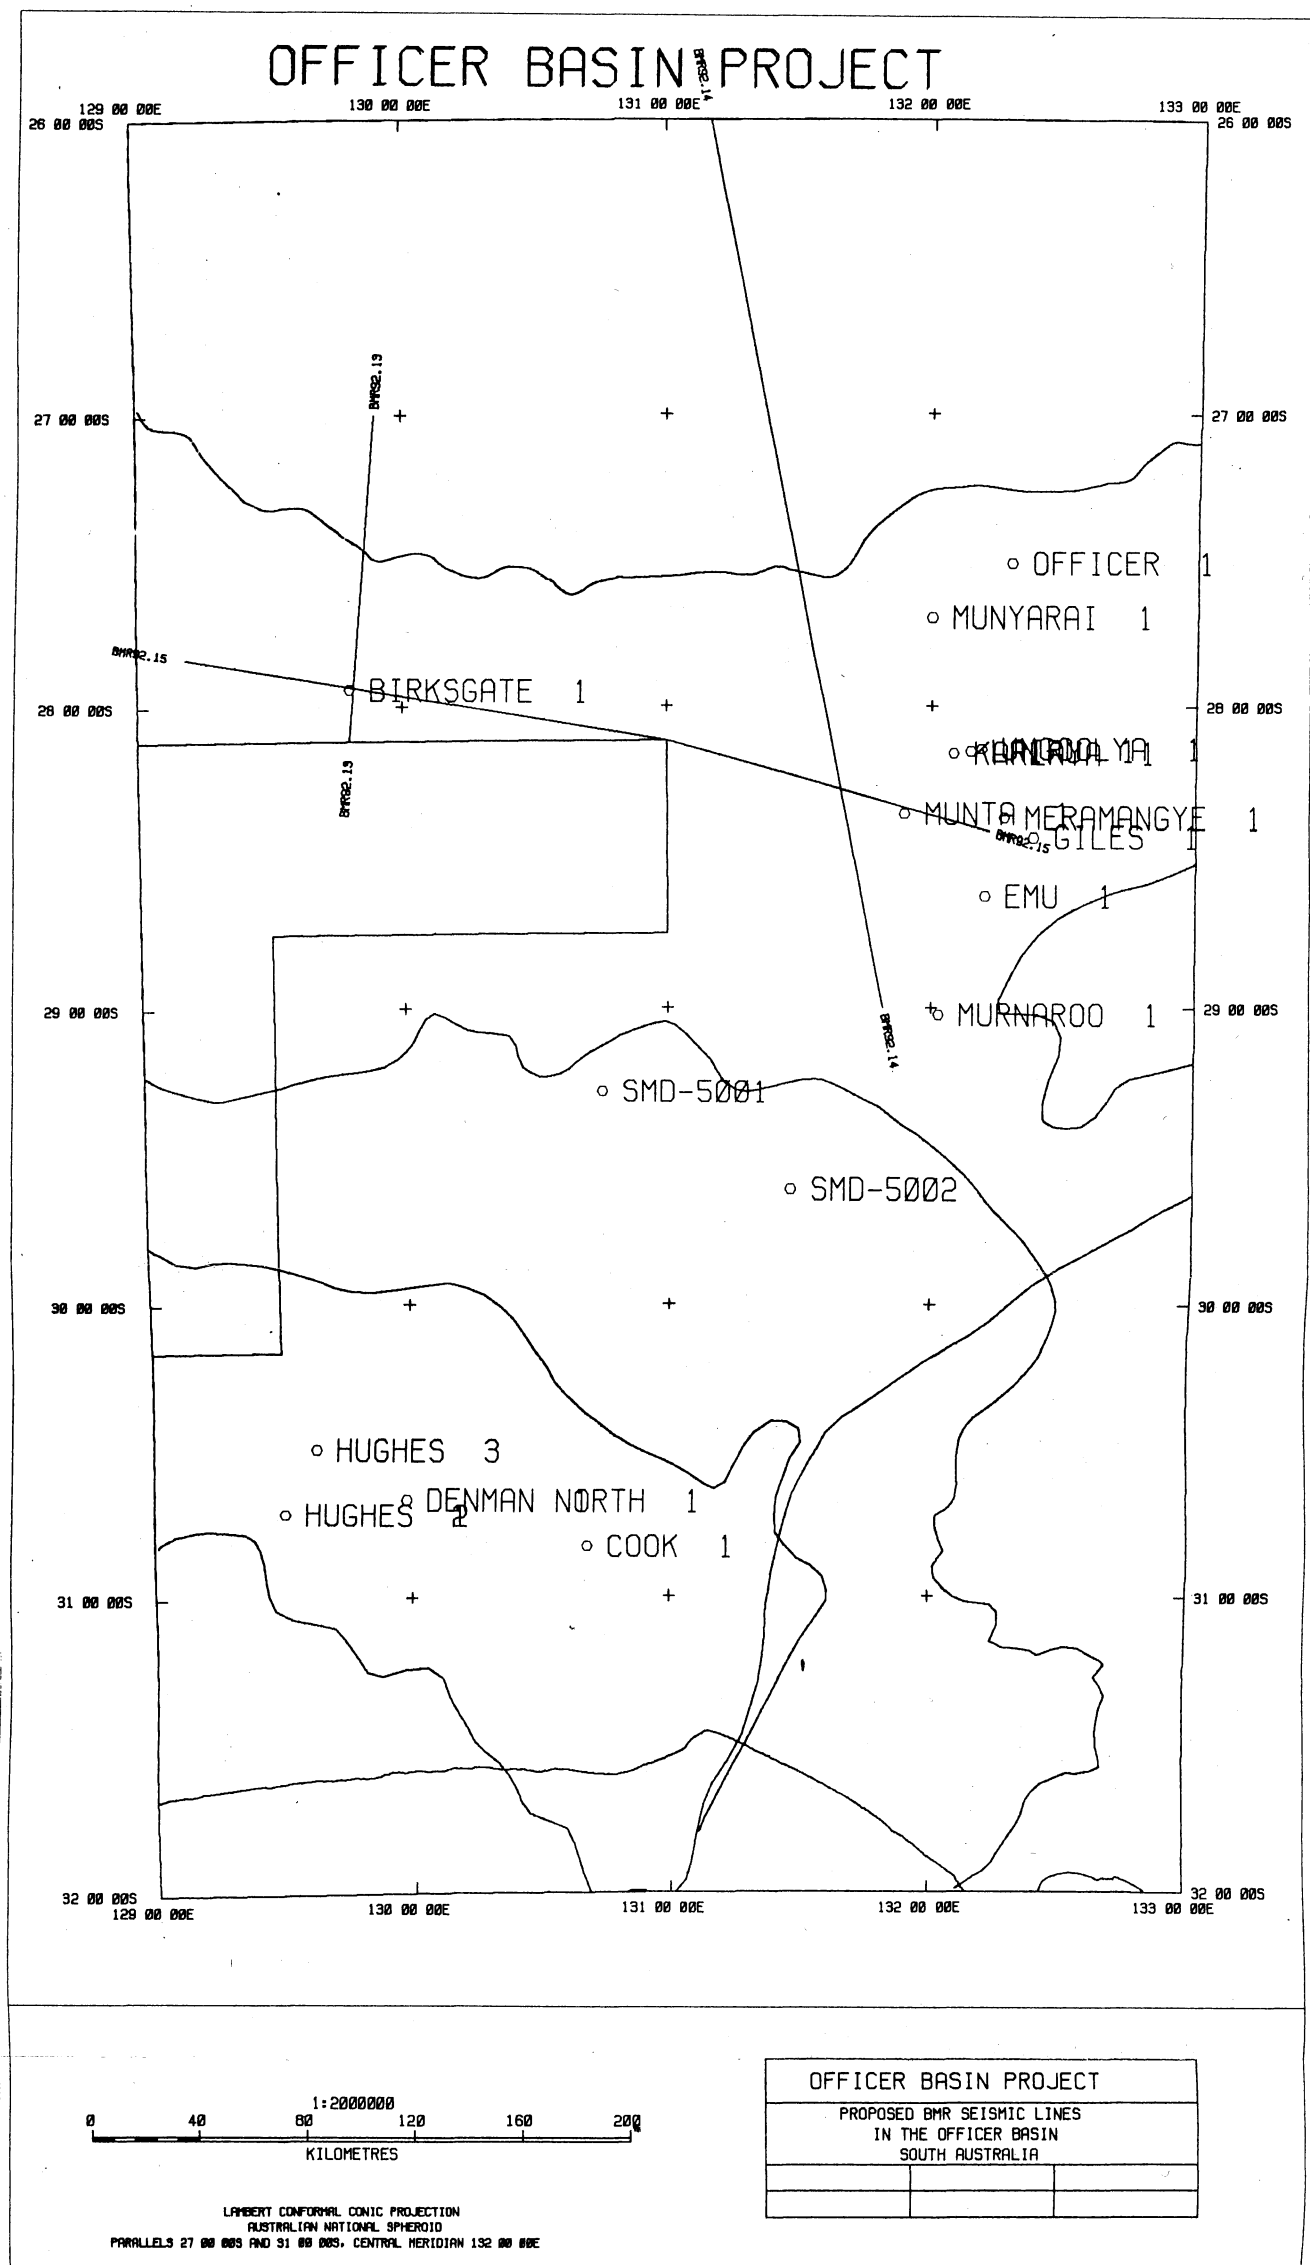 OFFICER BASIN PROJECT
BMR92.14
129 00 00E 130 00 00E 131 00 00E 132 00 00E 133 00 00E
26 00 00S 26 00 00S
BMR92.13
27 00 00S 27 00 00S
OFFICER 1
MUNYARAI 1
BMR92.15
BIRKSGATE 1
28 00 00S 28 00 00S
UNGOOLYA 1
BMR92.13
MUNTA 1 MERAMANGYE 1
BMR92.15 GILES 1
EMU 1
29 00 00S 29 00 00S
MURNAROO 1
BMR92.14
SMD-5001
SMD-5002
30 00 00S 30 00 00S
HUGHES 3
DENMAN NORTH 1
HUGHES 2
COOK 1
31 00 00S 31 00 00S
32 00 00S 32 00 00S
129 00 00E 130 00 00E 131 00 00E 132 00 00E 133 00 00E
1:2000000
0 40 80 120 160 200
KILOMETRES
LAMBERT CONFORMAL CONIC PROJECTION
AUSTRALIAN NATIONAL SPHEROID
PARALLELS 27 00 00S AND 31 00 00S, CENTRAL MERIDIAN 132 00 00E
OFFICER BASIN PROJECT
PROPOSED BMR SEISMIC LINES
IN THE OFFICER BASIN
SOUTH AUSTRALIA